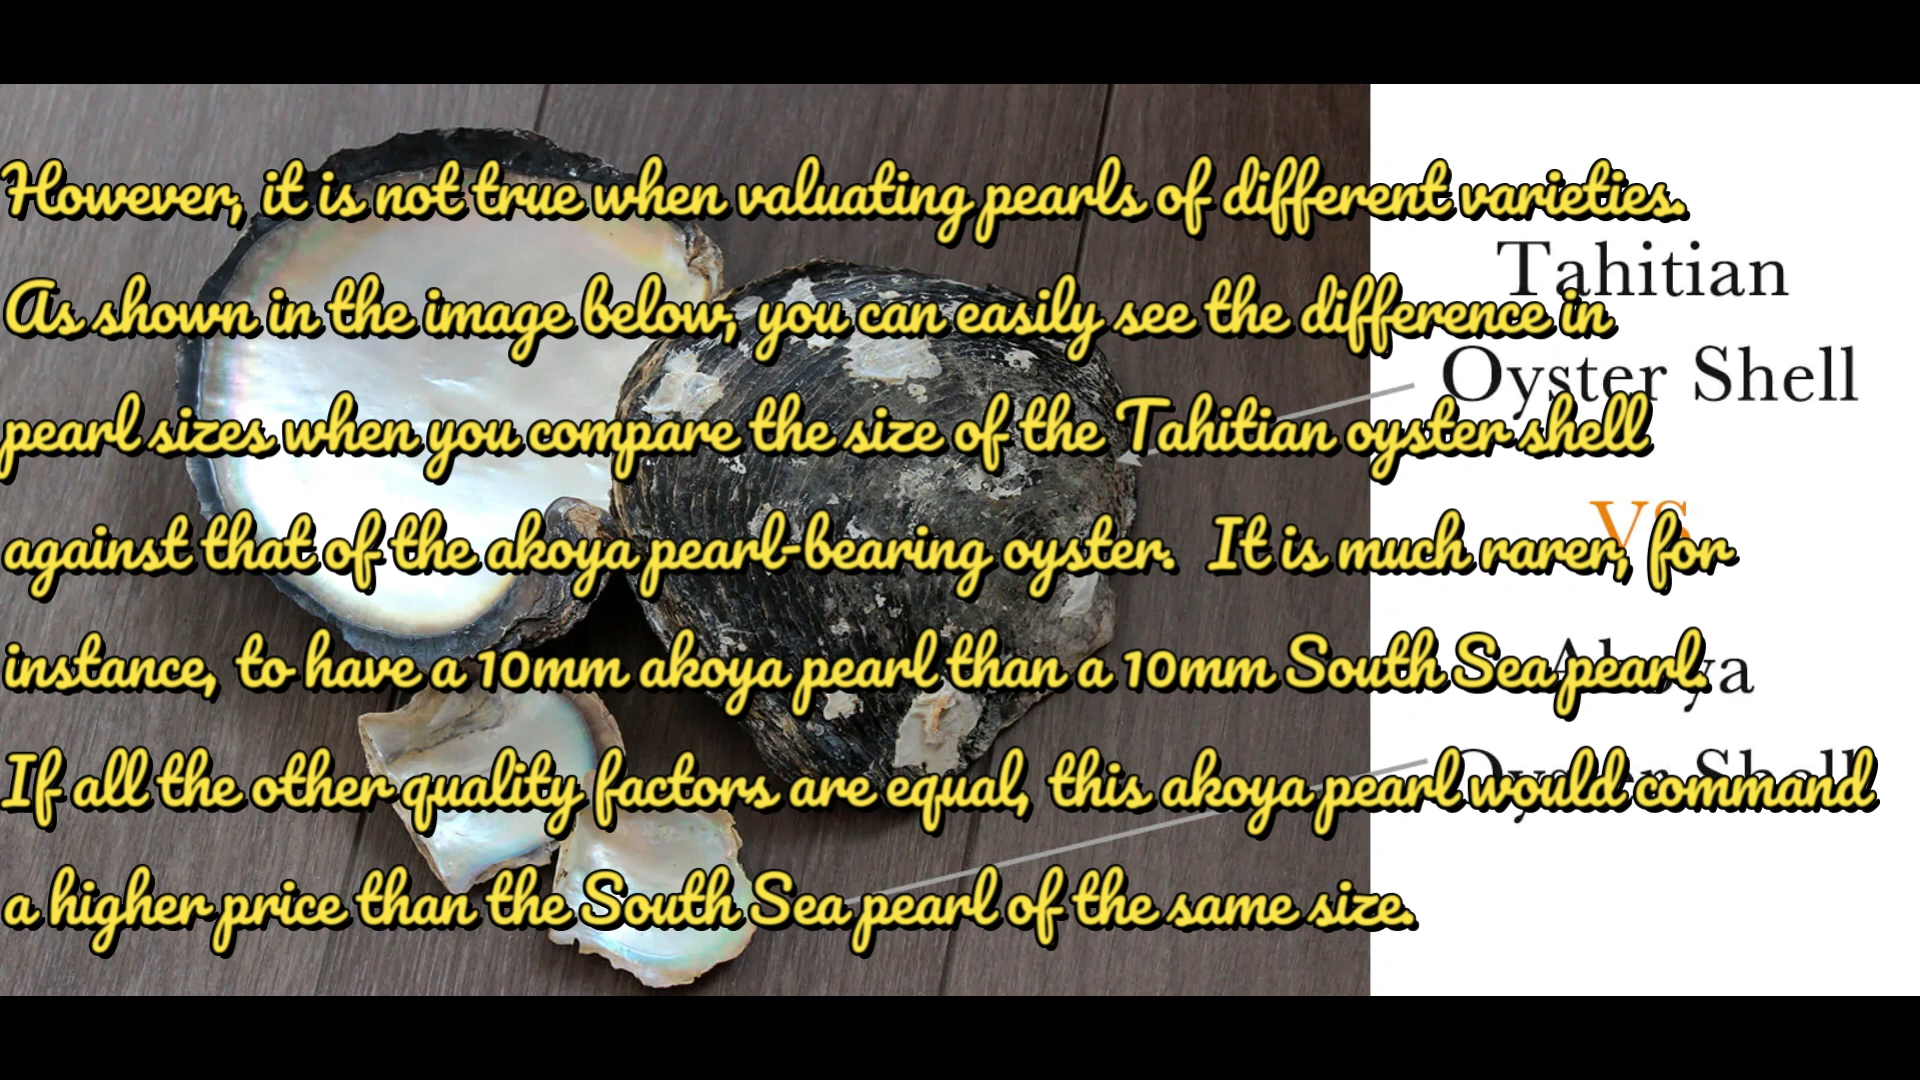 However, it is not true when valuating pearls of different varieties.
As shown in the image below, you can easily see the difference in
pearl sizes when you compare the size of the Tahitian oyster shell
against that of the akoya pearl-bearing oyster. It is much rarer, for
instance, to have a 10mm akoya pearl than a 10mm South Sea pearl.
If all the other quality factors are equal, this akoya pearl would command
a higher price than the South Sea pearl of the same size.
Tahitian
Oyster Shell
VS
Akoya
Oyster Shell